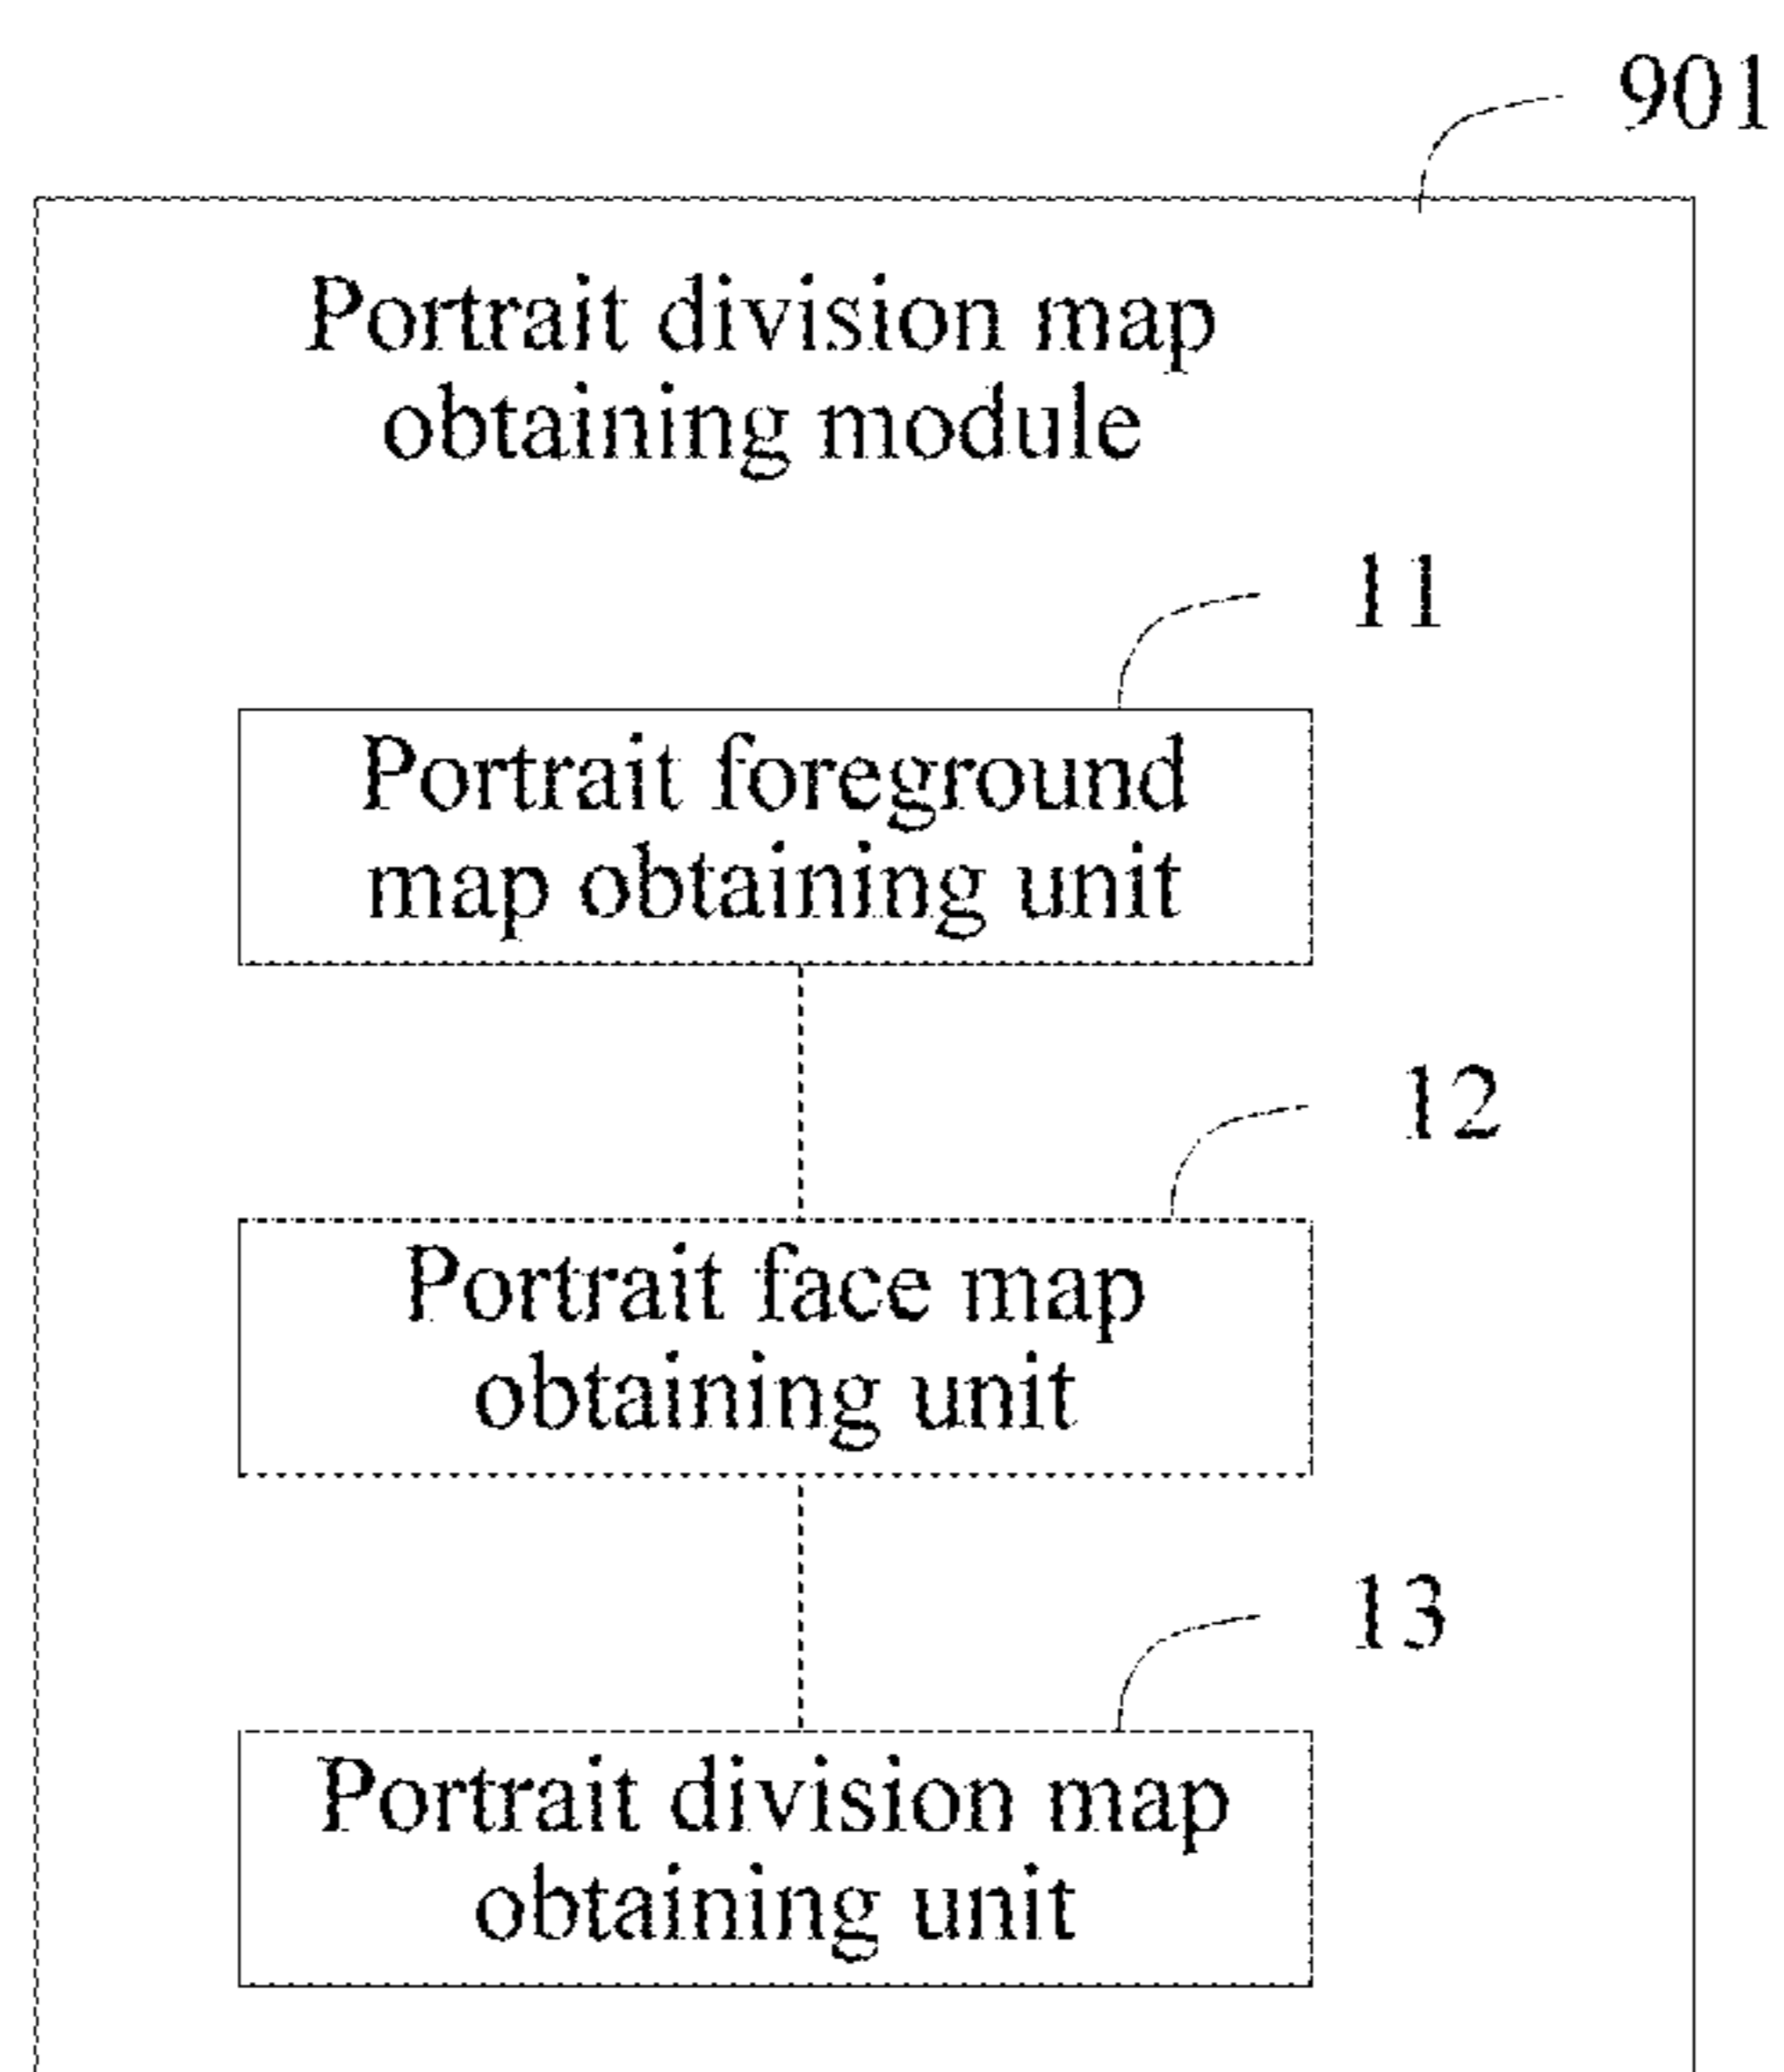 901
Portrait division map
obtaining module
11
Portrait foreground
map obtaining unit
12
Portrait face map
obtaining unit
13
Portrait division map
obtaining unit